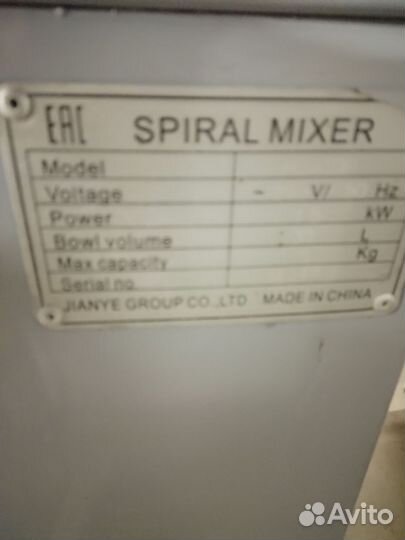 EAC SPIRAL MIXER
Model
Voltage ~ V/ Hz
Power kW
Bowl volume L
Max capacity Kg
Serial no
JIANYE GROUP CO.,LTD MADE IN CHINA
Avito